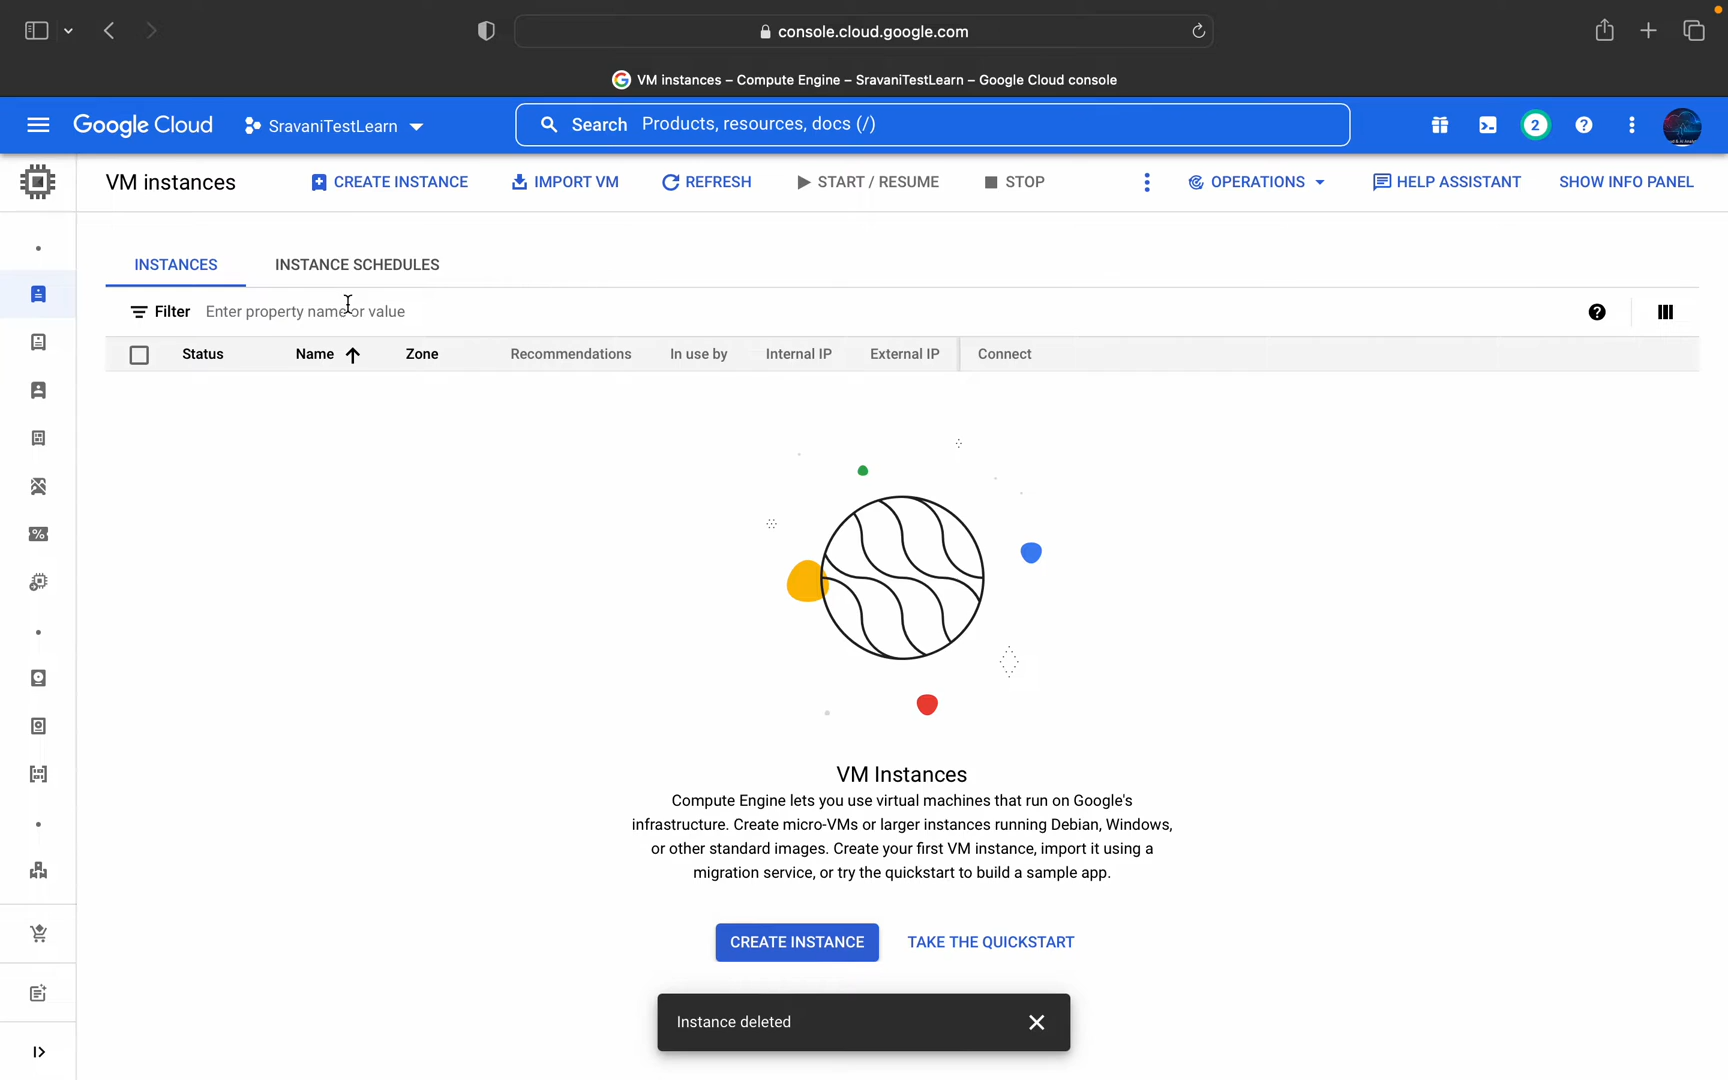 console.cloud.google.com
VM instances – Compute Engine – SravaniTestLearn – Google Cloud console
Google Cloud
SravaniTestLearn
Search Products, resources, docs (/)
2
VM instances
CREATE INSTANCE
IMPORT VM
REFRESH
START / RESUME
STOP
OPERATIONS
HELP ASSISTANT
SHOW INFO PANEL
INSTANCES
INSTANCE SCHEDULES
Filter Enter property name or value
Status Name Zone Recommendations In use by Internal IP External IP Connect
VM Instances
Compute Engine lets you use virtual machines that run on Google's
infrastructure. Create micro-VMs or larger instances running Debian, Windows,
or other standard images. Create your first VM instance, import it using a
migration service, or try the quickstart to build a sample app.
CREATE INSTANCE
TAKE THE QUICKSTART
Instance deleted